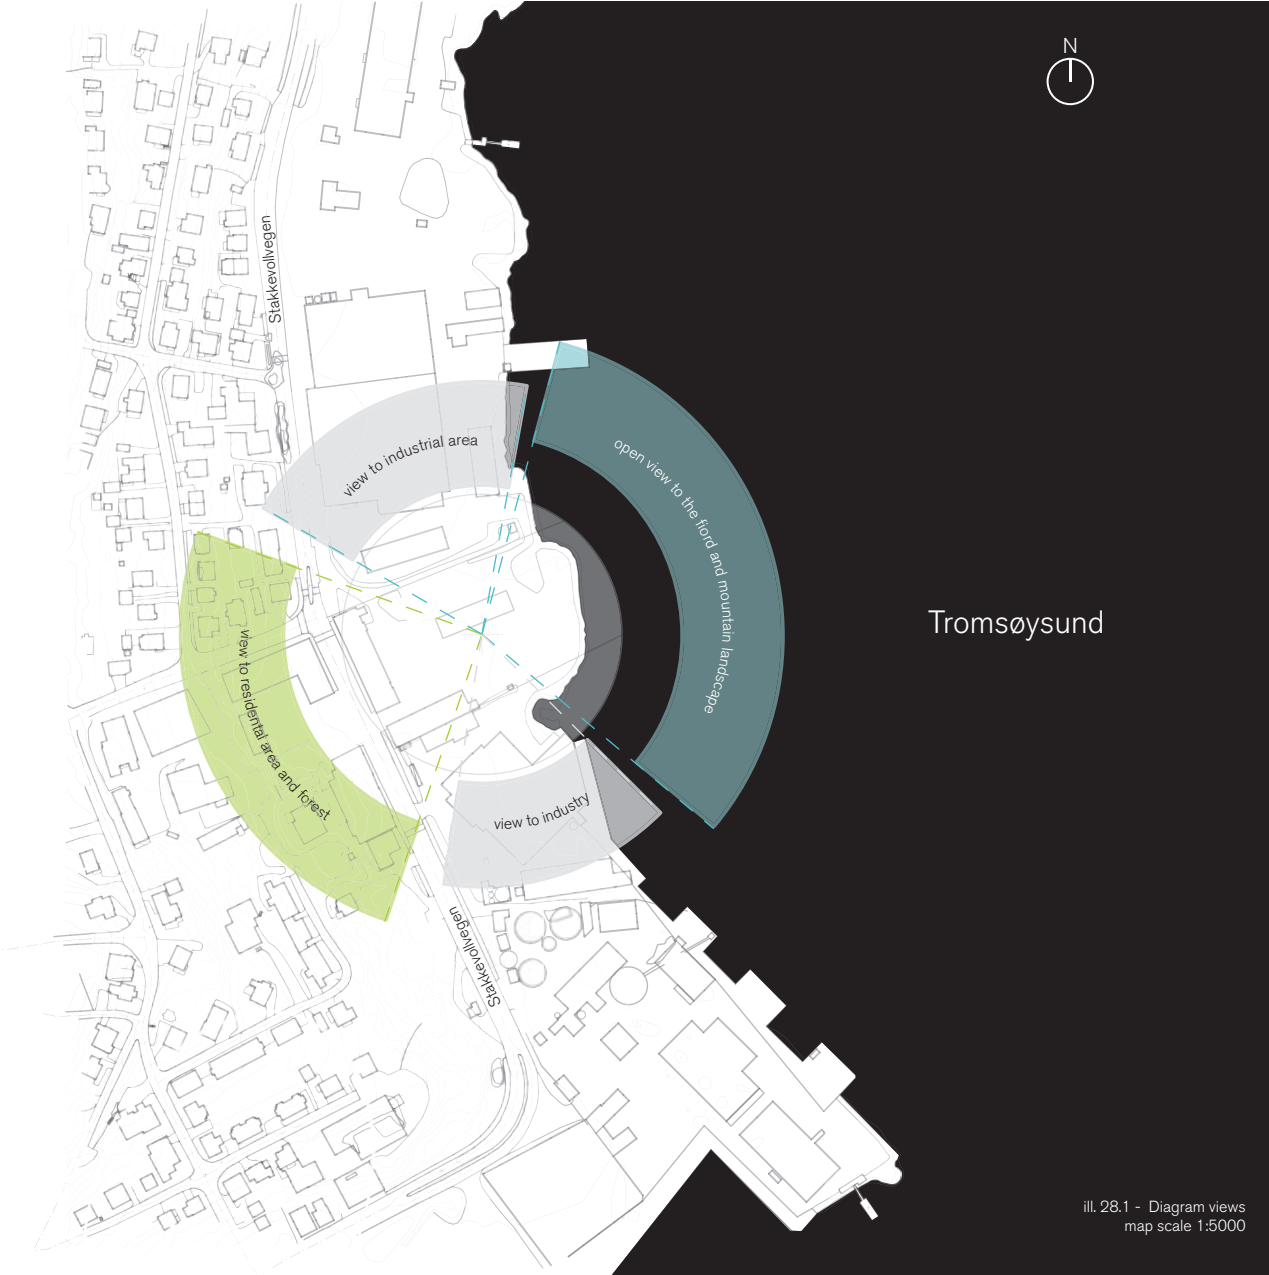 N
Stakkevollvegen
view to industrial area
open view to the fiord and mountain landscape
Tromsøysund
view to residental area and forest
view to industry
Stakkevollvegen
ill. 28.1 - Diagram views
map scale 1:5000